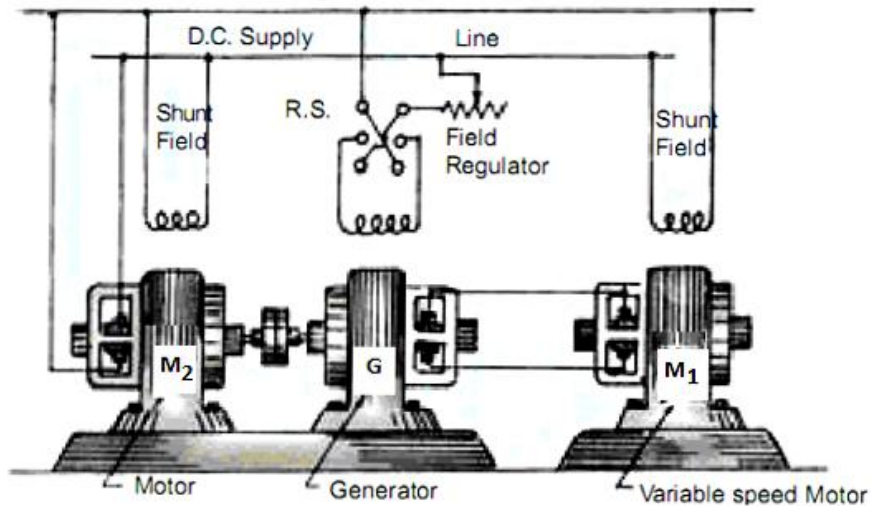 D.C. Supply
Line
Shunt
Field
R.S.
Field
Regulator
Shunt
Field
M2
G
M1
Motor
Generator
Variable speed Motor